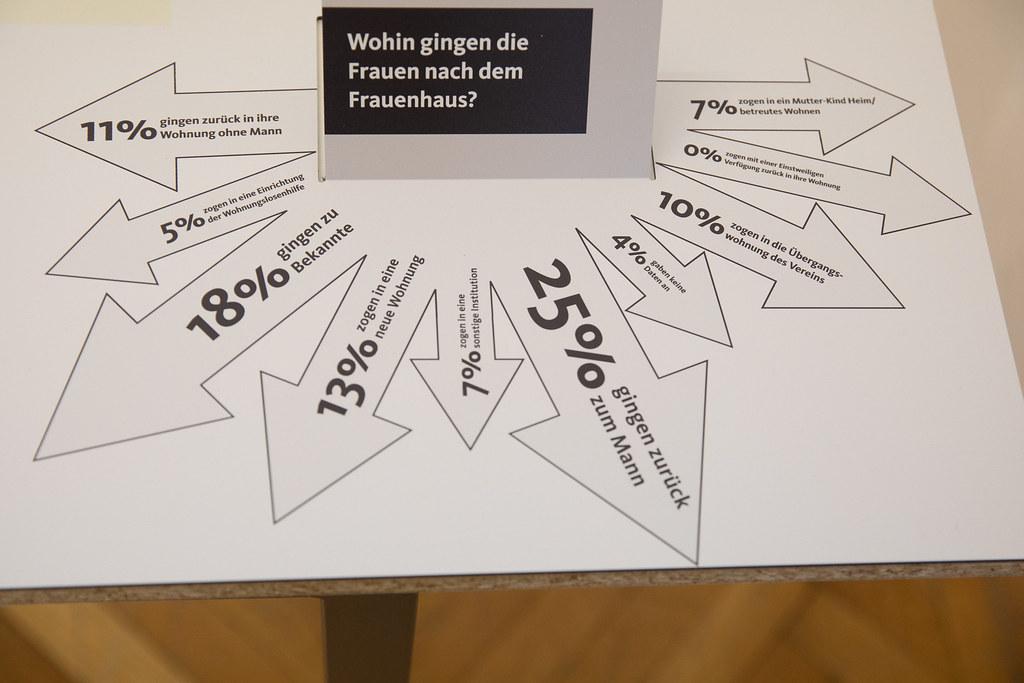 Wohin gingen die
Frauen nach dem
Frauenhaus?
11% gingen zurück in ihre
Wohnung ohne Mann
5% zogen in eine Einrichtung
der Wohnungslosenhilfe
18% gingen zu
Bekannte
13% zogen in eine
neue Wohnung
7% zogen in eine
sonstige Institution
25% gingen zurück
zum Mann
4% gaben keine
Daten an
10% zogen in die Übergangs-
wohnung des Vereins
0% zogen mit einer Einstweiligen
Verfügung zurück in ihre Wohnung
7% zogen in ein Mutter-Kind Heim/
betreutes Wohnen